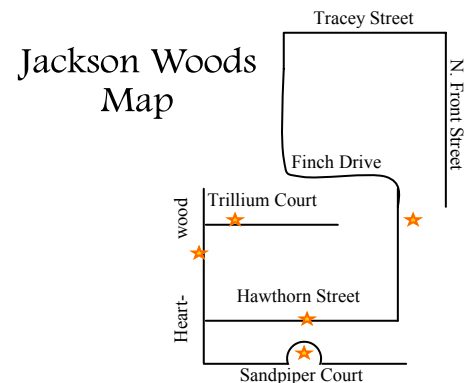 Tracey Street
Jackson Woods
Map
N. Front Street
Finch Drive
Trillium Court
Heart-
wood
Hawthorn Street
Sandpiper Court